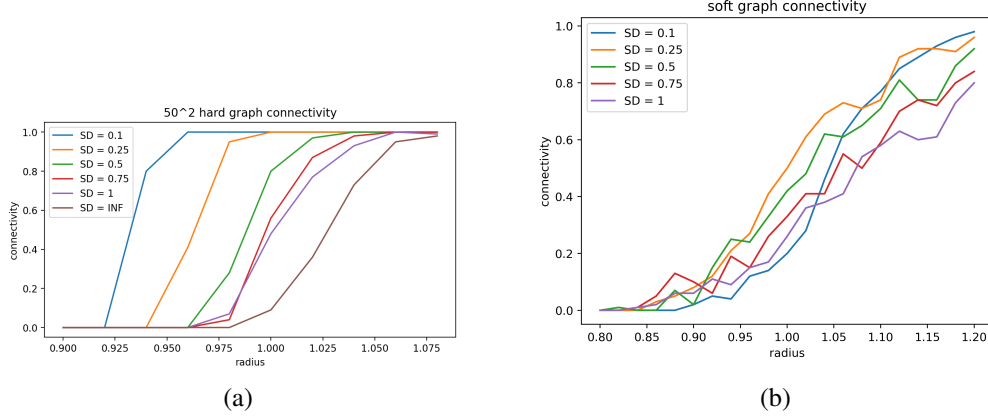 50^2 hard graph connectivity
connectivity
1.0
0.8
0.6
0.4
0.2
0.0
SD = 0.1
SD = 0.25
SD = 0.5
SD = 0.75
SD = 1
SD = INF
0.900 0.925 0.950 0.975 1.000 1.025 1.050 1.075
radius
(a)
soft graph connectivity
connectivity
1.0
0.8
0.6
0.4
0.2
0.0
SD = 0.1
SD = 0.25
SD = 0.5
SD = 0.75
SD = 1
0.80 0.85 0.90 0.95 1.00 1.05 1.10 1.15 1.20
radius
(b)